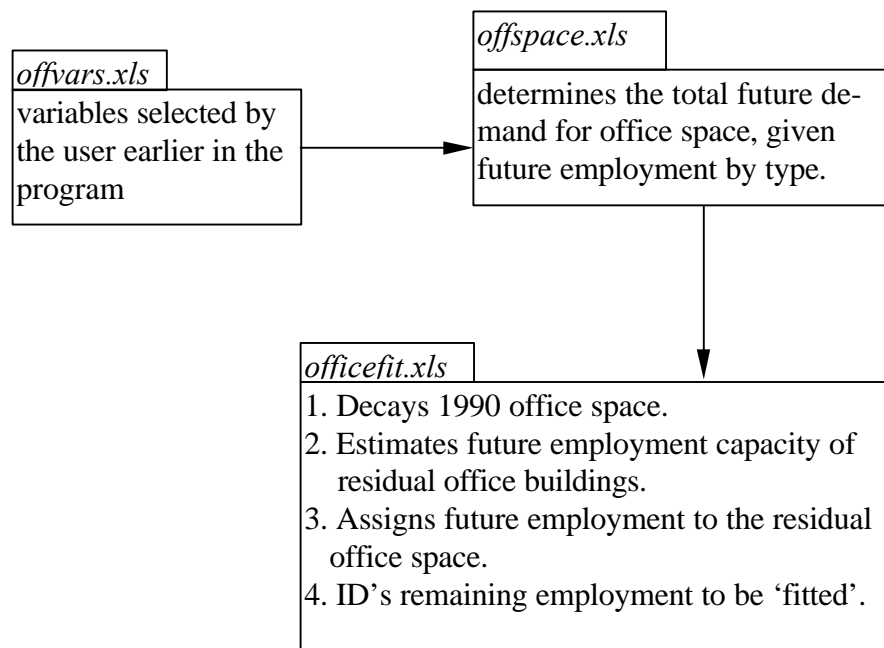 offvars.xls
variables selected by
the user earlier in the
program
offspace.xls
determines the total future de-
mand for office space, given
future employment by type.
officefit.xls
1. Decays 1990 office space.
2. Estimates future employment capacity of
residual office buildings.
3. Assigns future employment to the residual
office space.
4. ID’s remaining employment to be ‘fitted’.